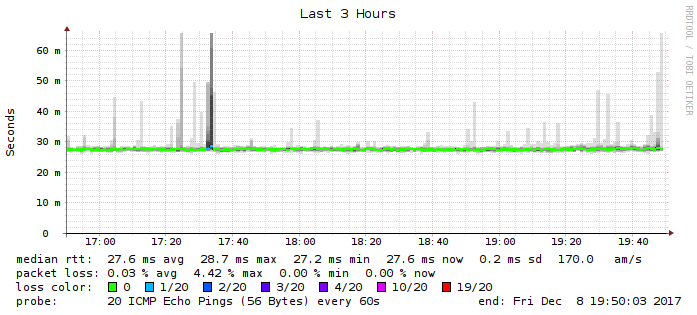 Last 3 Hours
RRDTOOL / TOBI OETIKER
Seconds
60 m
50 m
40 m
30 m
20 m
10 m
0
17:00 17:20 17:40 18:00 18:20 18:40 19:00 19:20 19:40
median rtt: 27.6 ms avg 28.7 ms max 27.2 ms min 27.6 ms now 0.2 ms sd 170.0 am/s
packet loss: 0.03 % avg 4.42 % max 0.00 % min 0.00 % now
loss color: 0 1/20 2/20 3/20 4/20 10/20 19/20
probe: 20 ICMP Echo Pings (56 Bytes) every 60s end: Fri Dec 8 19:50:03 2017